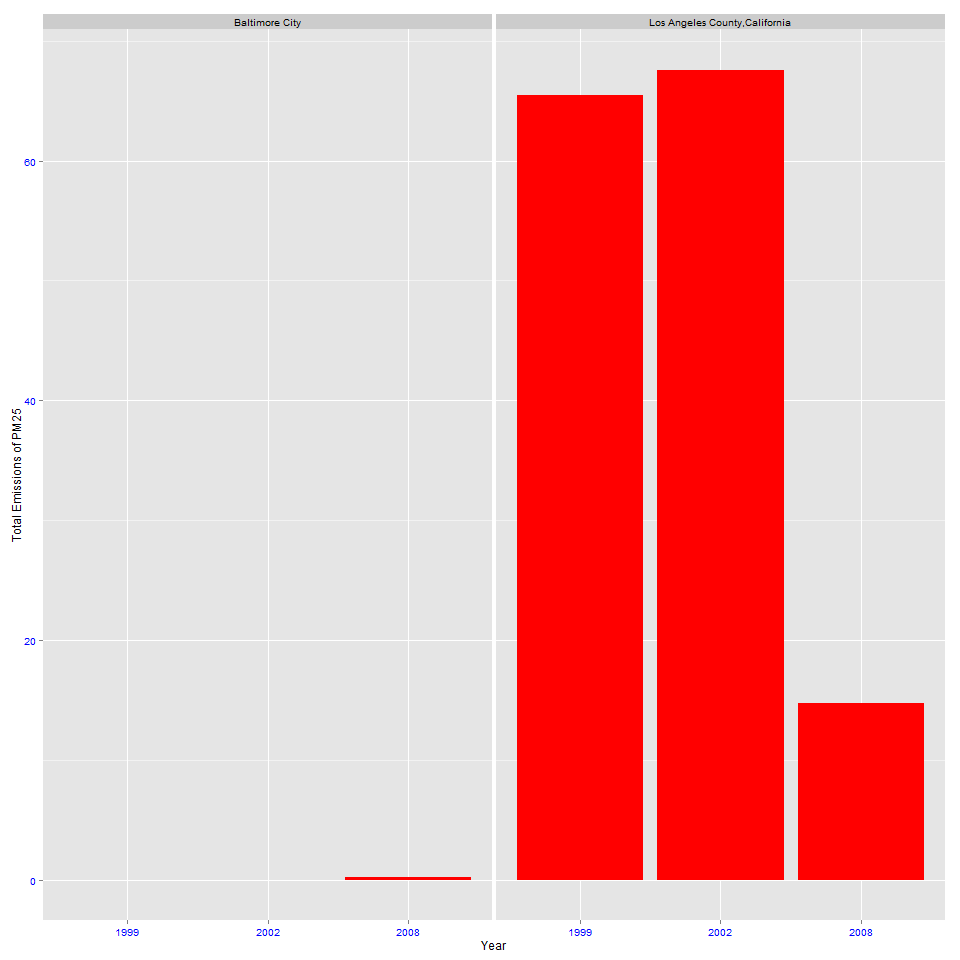 Baltimore City
Los Angeles County,California
60
40
20
0
Total Emissions of PM25
1999
2002
2008
1999
2002
2008
Year